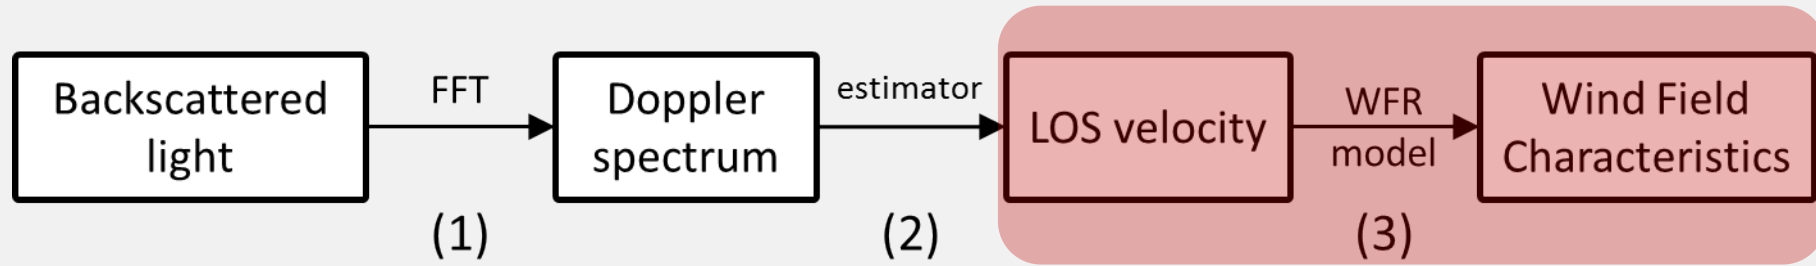 Backscattered
light
FFT
(1)
Doppler
spectrum
estimator
(2)
LOS velocity
WFR
model
(3)
Wind Field
Characteristics